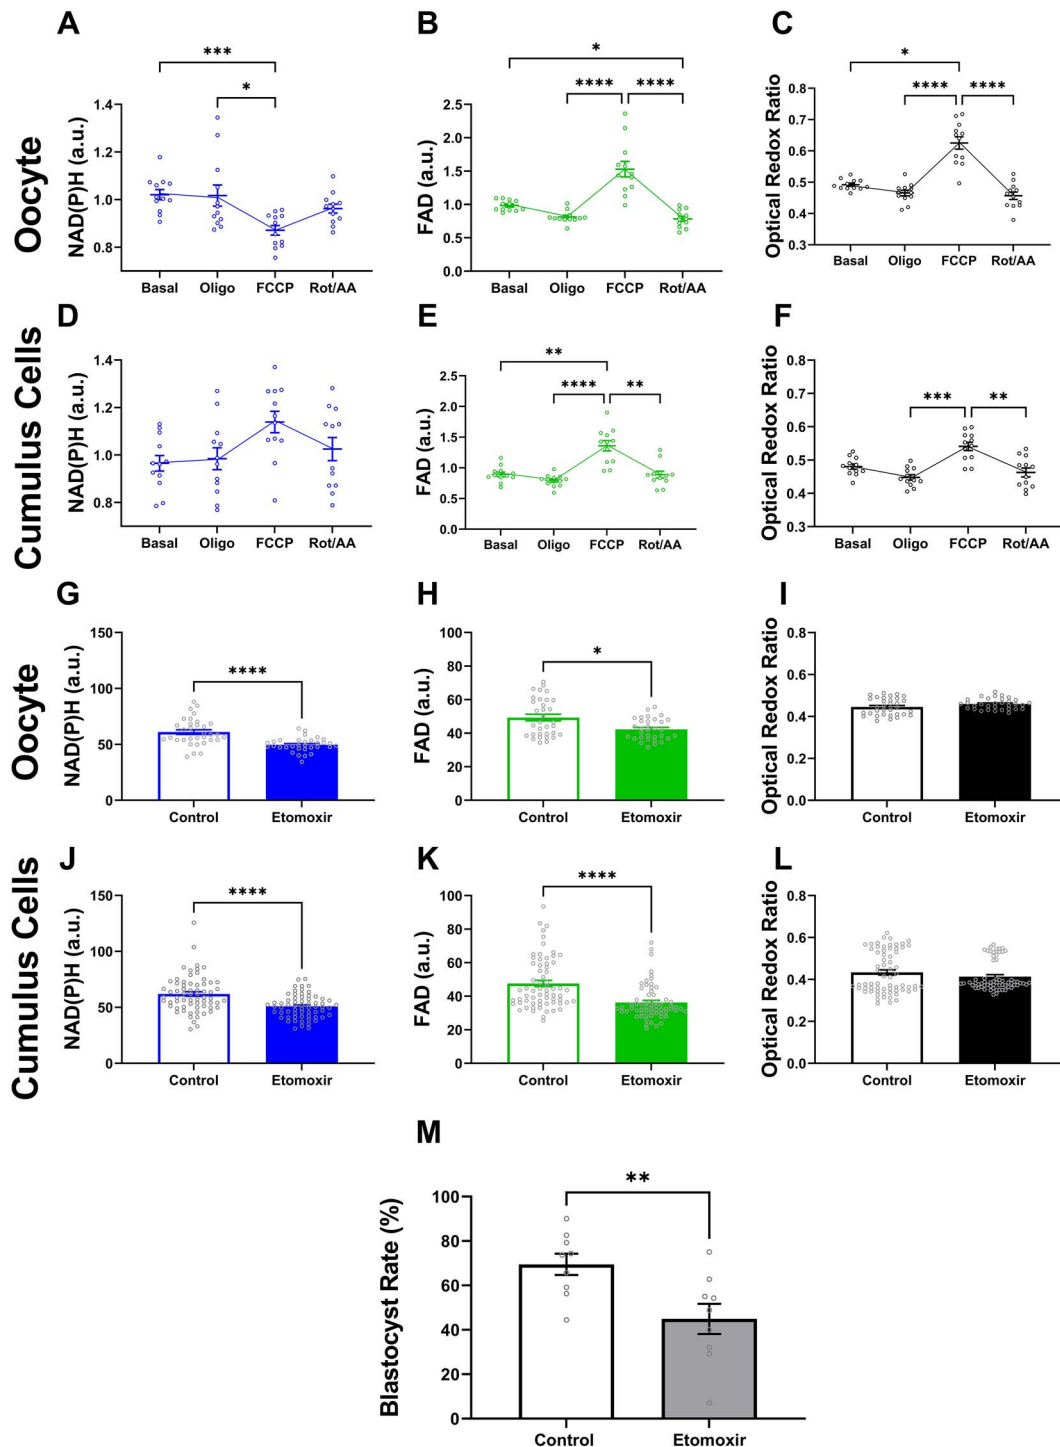 A
B
C
Oocyte
NAD(P)H (a.u.)
1.4
1.2
1.0
0.8
***
*
Basal Oligo FCCP Rot/AA
FAD (a.u.)
2.5
2.0
1.5
1.0
0.5
0.0
*
**** ****
Basal Oligo FCCP Rot/AA
Optical Redox Ratio
0.8
0.7
0.6
0.5
0.4
0.3
*
**** ****
Basal Oligo FCCP Rot/AA
D
E
F
Cumulus Cells
NAD(P)H (a.u.)
1.4
1.2
1.0
0.8
Basal Oligo FCCP Rot/AA
FAD (a.u.)
2.5
2.0
1.5
1.0
0.5
0.0
**
**** **
Basal Oligo FCCP Rot/AA
Optical Redox Ratio
0.8
0.7
0.6
0.5
0.4
0.3
*** **
Basal Oligo FCCP Rot/AA
G
H
I
Oocyte
NAD(P)H (a.u.)
150
100
50
0
****
Control Etomoxir
FAD (a.u.)
100
80
60
40
20
0
*
Control Etomoxir
Optical Redox Ratio
0.8
0.6
0.4
0.2
0.0
Control Etomoxir
J
K
L
Cumulus Cells
NAD(P)H (a.u.)
150
100
50
0
****
Control Etomoxir
FAD (a.u.)
100
80
60
40
20
0
****
Control Etomoxir
Optical Redox Ratio
0.8
0.6
0.4
0.2
0.0
Control Etomoxir
M
Blastocyst Rate (%)
100
80
60
40
20
0
**
Control Etomoxir